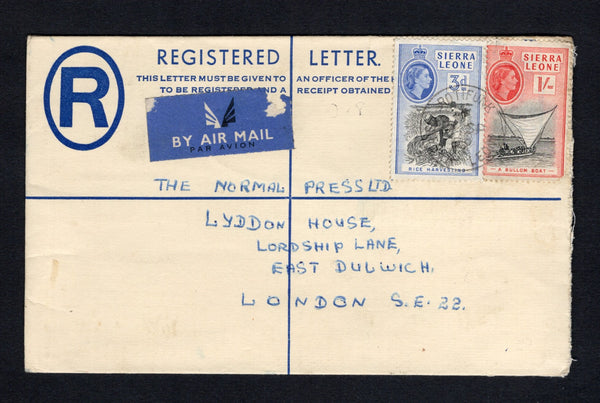 REGISTERED LETTER.
THIS LETTER MUST BE GIVEN TO AN OFFICER OF THE
TO BE REGISTERED AND A RECEIPT OBTAINED
R
BY AIR MAIL
PAR AVION
SIERRA LEONE
3d
RICE HARVESTING
SIERRA LEONE
1/-
A BULLOM BOAT
THE NORMAL PRESS LTD
LYDDON HOUSE,
LORDSHIP LANE,
EAST DULWICH,
LONDON S.E. 22.